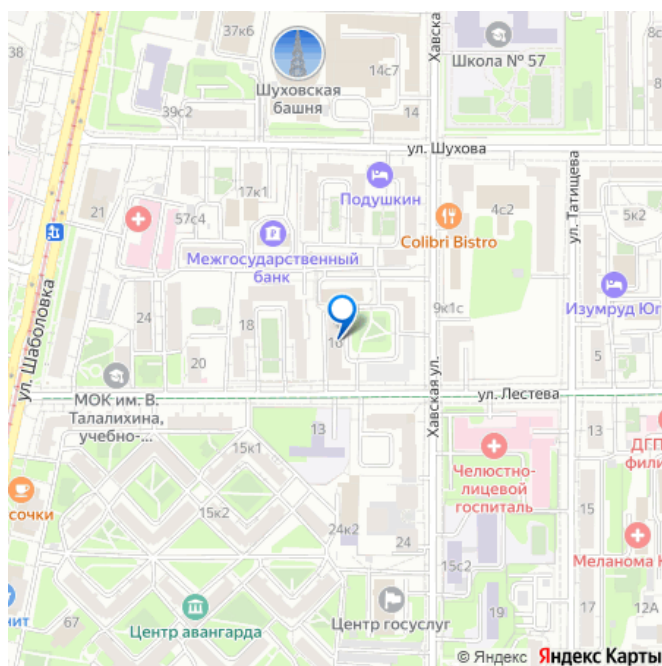 37к6
Хавская
Школа № 57
8с
14с7
Шуховская
башня
39с2
14
ул. Шухова
ул. Татищева
17к1
Подушкин
21
57с4
4с2
5к2
Colibri Bistro
Межгосударственный
банк
ул. Шаболовка
Изумруд Юг
9к1с
24
18
16
20
5
МОК им. В.
Талалихина,
учебно-...
ул. Лестева
Хавская ул.
13
13
15к1
ДГП
фили
Челюстно-
лицевой
госпиталь
сочки
15
15к2
24к2
24
Меланома
15с2
нит
67
Центр авангарда
Центр госуслуг
19
17
12А
© Яндекс Яндекс Карты